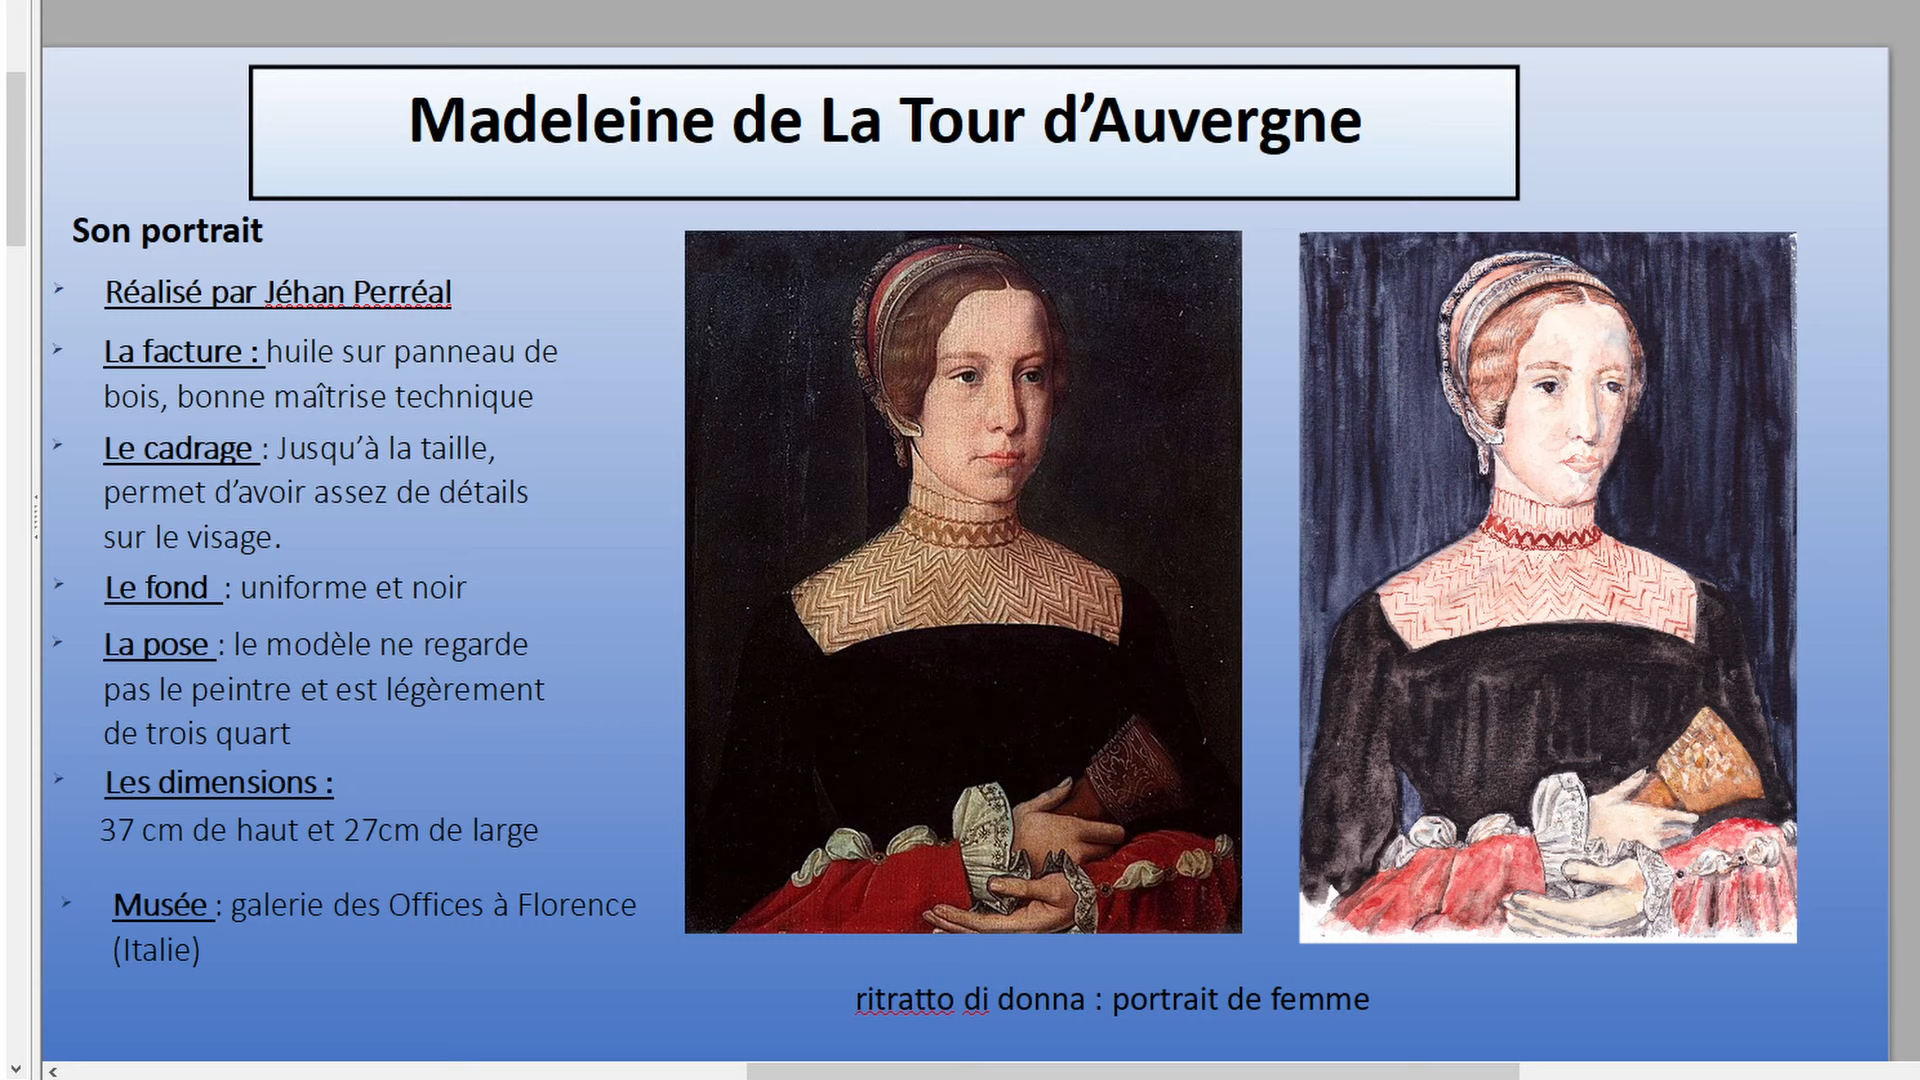 Madeleine de La Tour d’Auvergne
Son portrait
Réalisé par Jéhan Perréal
La facture : huile sur panneau de
bois, bonne maîtrise technique
Le cadrage : Jusqu’à la taille,
permet d’avoir assez de détails
sur le visage.
Le fond  : uniforme et noir
La pose : le modèle ne regarde
pas le peintre et est légèrement
de trois quart
Les dimensions :
37 cm de haut et 27cm de large
Musée : galerie des Offices à Florence
(Italie)
ritratto di donna : portrait de femme